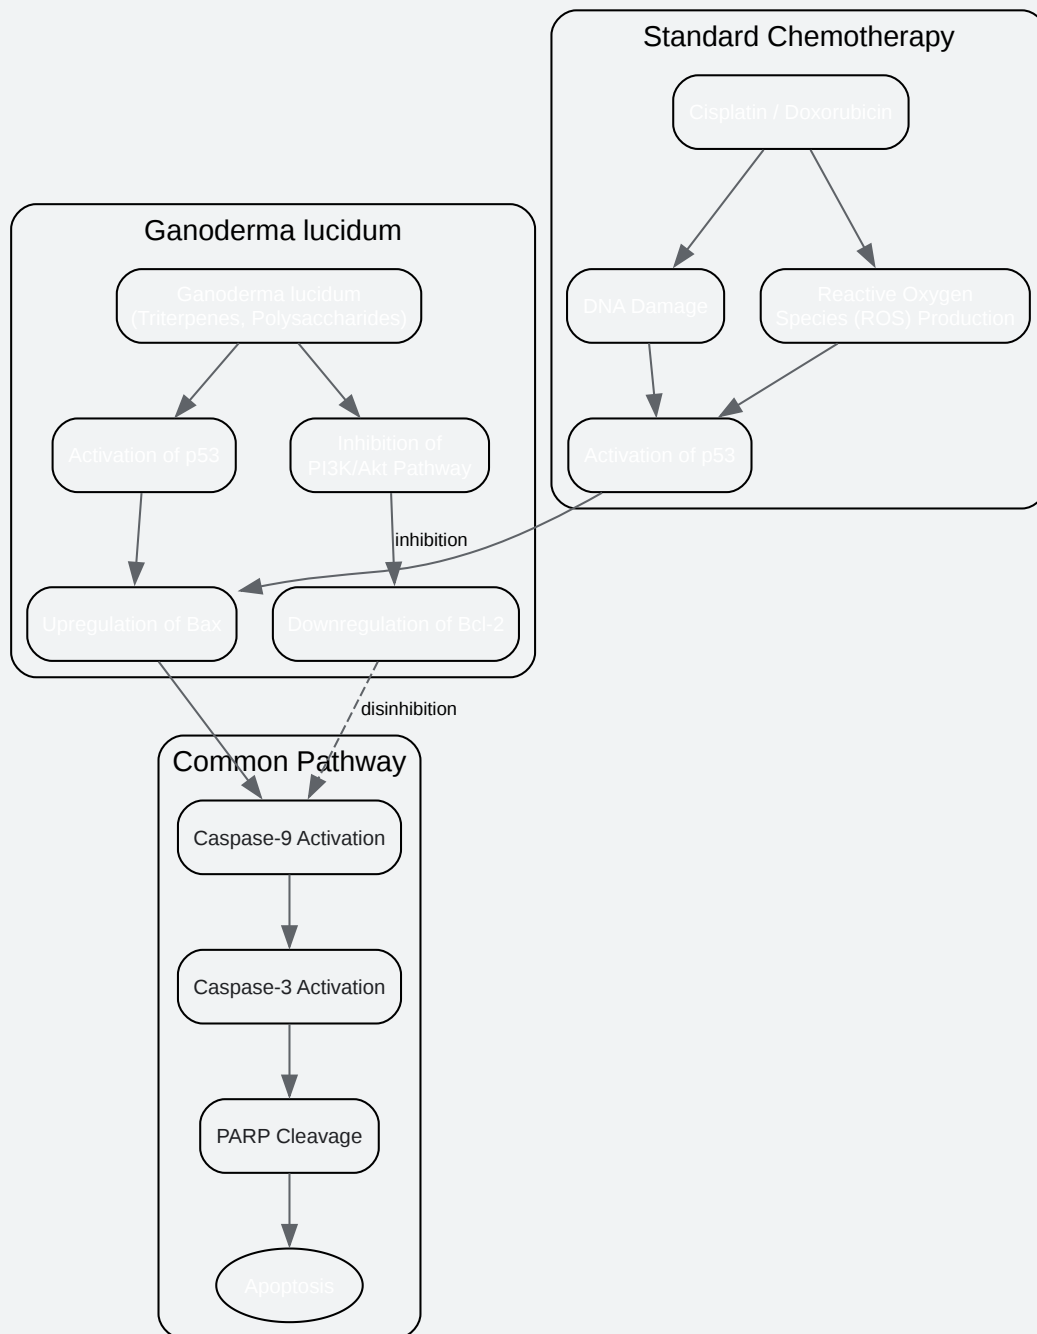 Standard Chemotherapy
Cisplatin / Doxorubicin
Ganoderma lucidum
Ganoderma lucidum
(Triterpenes, Polysaccharides)
DNA Damage
Reactive Oxygen
Species (ROS) Production
Activation of p53
Inhibition of
PI3K/Akt Pathway
Activation of p53
inhibition
Upregulation of Bax
Downregulation of Bcl-2
disinhibition
Common Pathway
Caspase-9 Activation
Caspase-3 Activation
PARP Cleavage
Apoptosis